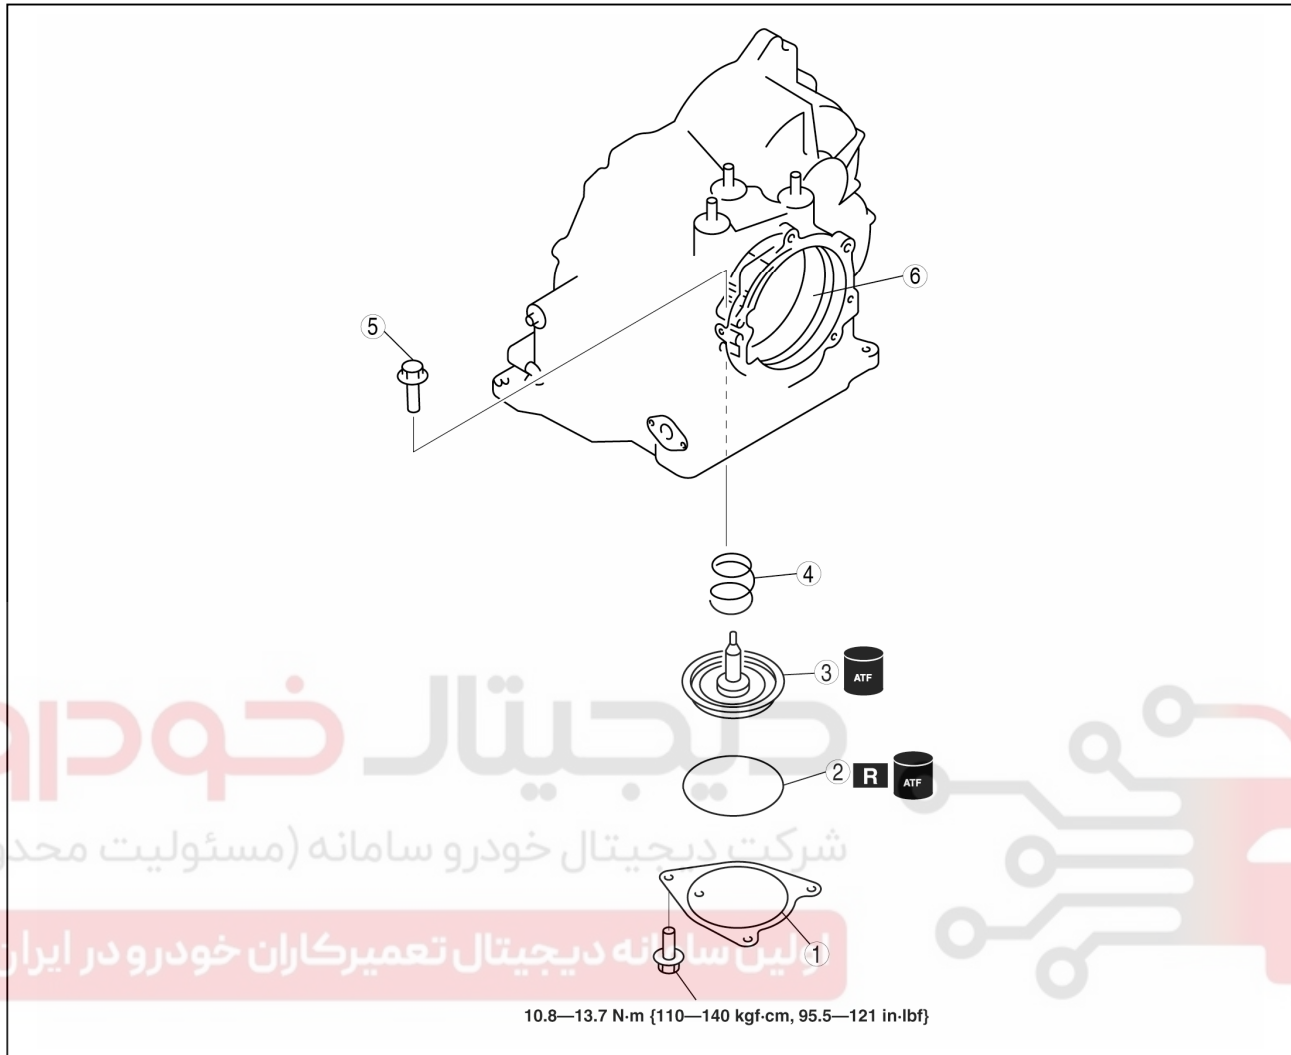 6
5
4
3 ATF
2 R ATF
1
10.8—13.7 N·m {110—140 kgf·cm, 95.5—121 in·lbf}
دیجیتال خودرو
شرکت دیجیتال خودرو سامانه (مسئولیت
اولین سامانه دیجیتال تعمیرکاران خودرو در ایران